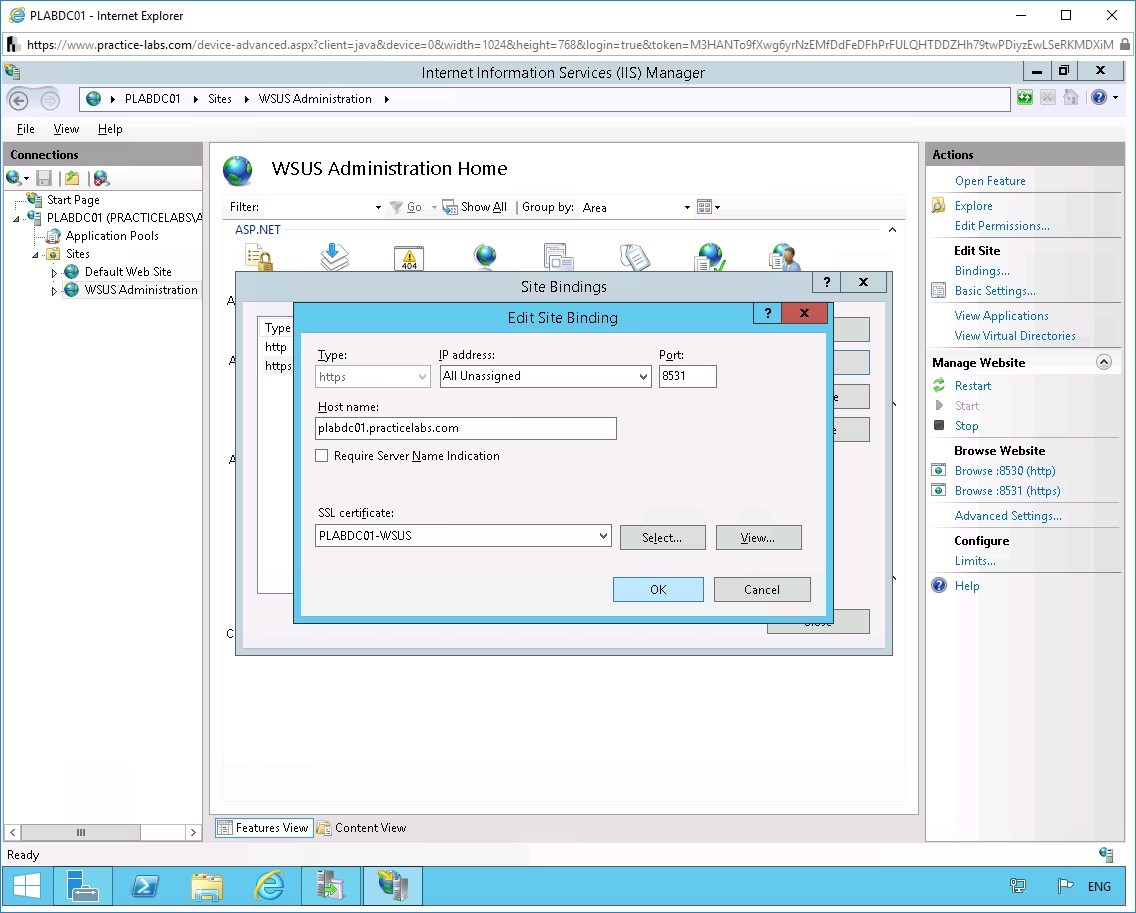 PLABDC01 - Internet Explorer
https://www.practice-labs.com/device-advanced.aspx?client=java&device=0&width=1024&height=768&login=true&token=M3HANTo9fXwg6yrNzEMfDdFeDFhPrFULQHTDDZHh79twPDiyzEwLSeRKMDXiM
Internet Information Services (IIS) Manager
PLABDC01 Sites WSUS Administration
File View Help
Connections
Start Page
PLABDC01 (PRACTICELABS\A
Application Pools
Sites
Default Web Site
WSUS Administration
WSUS Administration Home
Filter: Go Show All Group by: Area
ASP.NET
404
Site Bindings
Type
http
https
Edit Site Binding
Type: IP address: Port:
https All Unassigned 8531
Host name:
plabdc01.practicelabs.com
Require Server Name Indication
SSL certificate:
PLABDC01-WSUS Select... View...
OK Cancel
Close
Features View Content View
Actions
Open Feature
Explore
Edit Permissions...
Edit Site
Bindings...
Basic Settings...
View Applications
View Virtual Directories
Manage Website
Restart
Start
Stop
Browse Website
Browse :8530 (http)
Browse :8531 (https)
Advanced Settings...
Configure
Limits...
Help
Ready
ENG